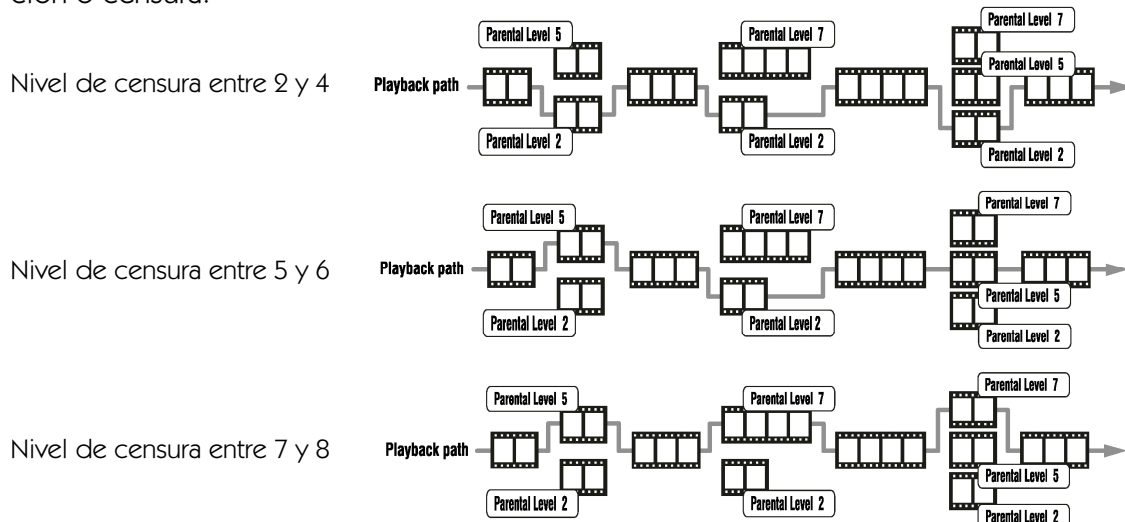 ción o censura.
Parental Level 5
Parental Level 7
Parental Level 7
Parental Level 5
Nivel de censura entre 2 y 4
Playback path
Parental Level 2
Parental Level 2
Parental Level 2
Parental Level 5
Parental Level 7
Parental Level 7
Nivel de censura entre 5 y 6
Playback path
Parental Level 5
Parental Level 2
Parental Level 2
Parental Level 2
Parental Level 5
Parental Level 7
Parental Level 7
Nivel de censura entre 7 y 8
Playback path
Parental Level 5
Parental Level 2
Parental Level 2
Parental Level 2